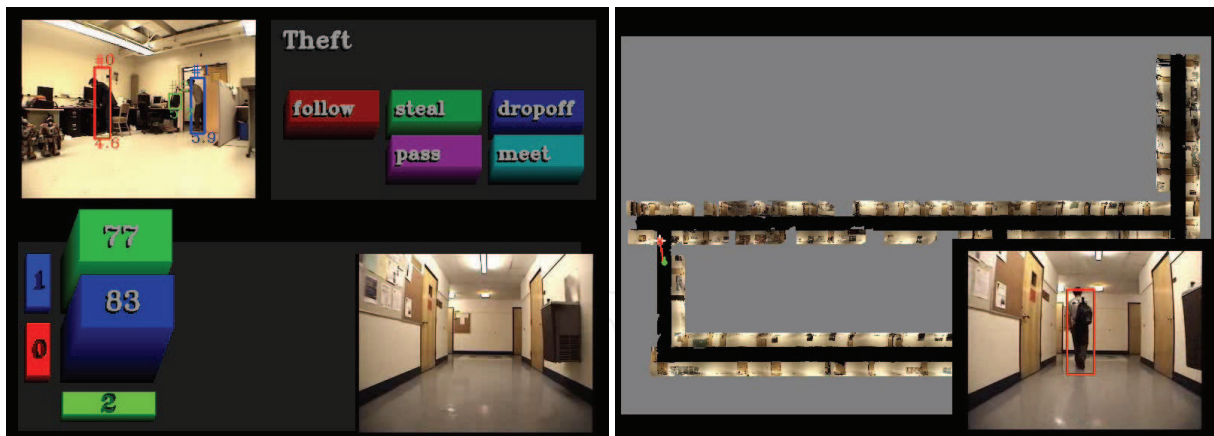 Theft
#0
#1
follow
steal
dropoff
pass
meet
4.6
5.9
77
1
83
0
2